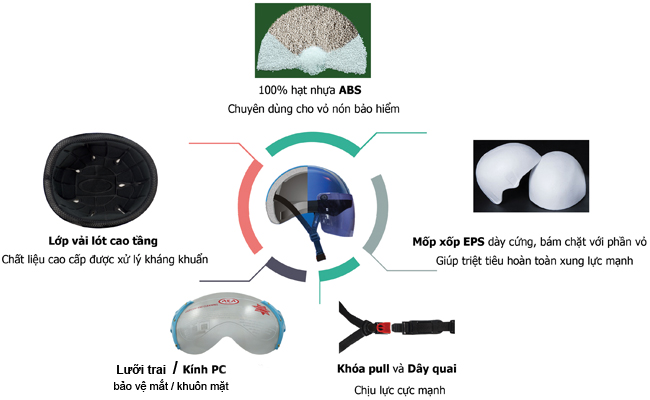 100% hạt nhựa ABS
Chuyên dùng cho vỏ nón bảo hiểm
Lớp vải lót cao tầng
Chất liệu cao cấp được xử lý kháng khuẩn
Mốp xốp EPS dày cứng, bám chặt với phần vỏ
Giúp triệt tiêu hoàn toàn xung lực mạnh
ASIA
Lưỡi trai / Kính PC
bảo vệ mắt / khuôn mặt
Khóa pull và Dây quai
Chịu lực cực mạnh